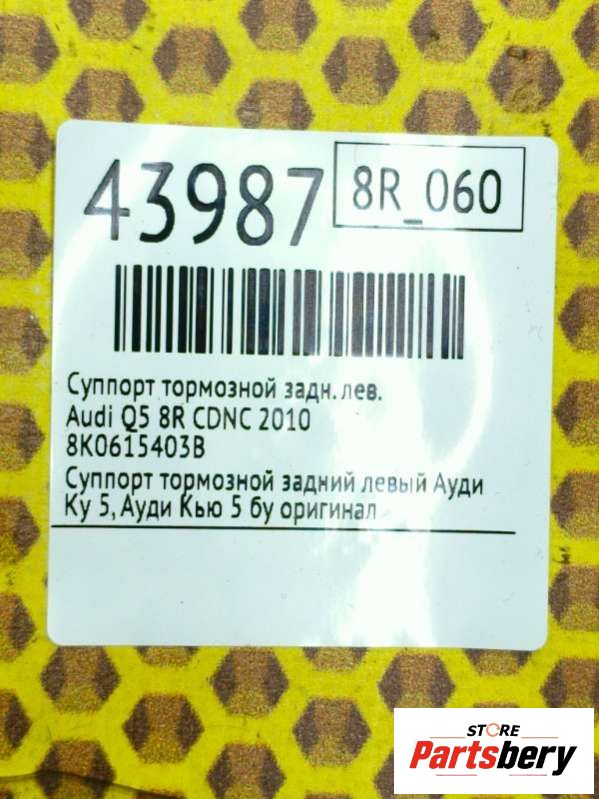 43987
8R_060
Суппорт тормозной задн. лев.
Audi Q5 8R CDNC 2010
8K0615403B
Суппорт тормозной задний левый Ауди
Ку 5, Ауди Кью 5 бу оригинал
STORE
Partsbery